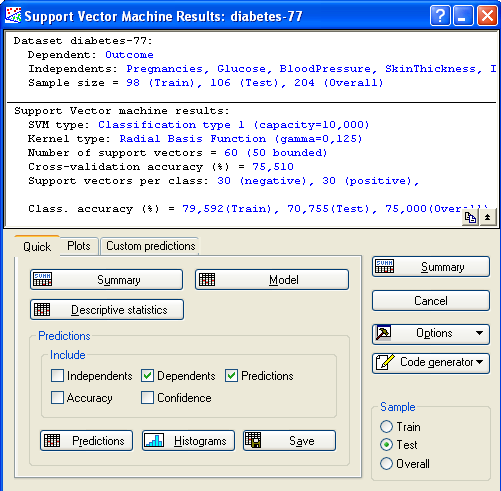 Support Vector Machine Results: diabetes-77
Dataset diabetes-77:
Dependent: Outcome
Independents: Pregnancies, Glucose, BloodPressure, SkinThickness, I
Sample size = 98 (Train), 106 (Test), 204 (Overall)
Support Vector machine results:
SVM type: Classification type 1 (capacity=10,000)
Kernel type: Radial Basis Function (gamma=0,125)
Number of support vectors = 60 (50 bounded)
Cross-validation accuracy (%) = 75,510
Support vectors per class: 30 (negative), 30 (positive),
Class. accuracy (%) = 79,592(Train), 70,755(Test), 75,000(Overall)
Quick Plots Custom predictions
Summary Model
Descriptive statistics
Predictions
Include
Independents Dependents Predictions
Accuracy Confidence
Predictions Histograms Save
Summary
Cancel
Options
Code generator
Sample
Train
Test
Overall